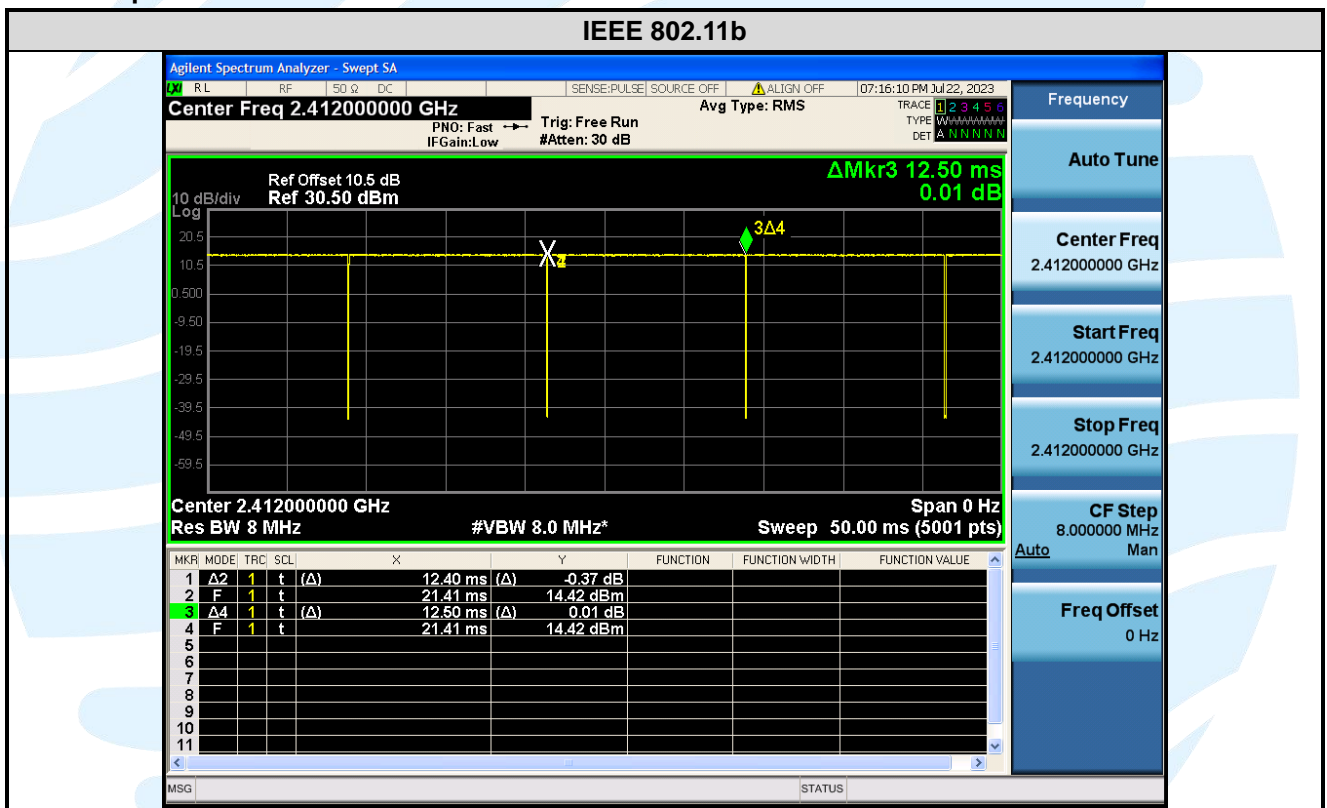 IEEE 802.11b
Agilent Spectrum Analyzer - Swept SA
LXI RL RF 50 Ω DC SENSE:PULSE SOURCE OFF ALIGN OFF 07:16:10 PM Jul 22, 2023
Center Freq 2.412000000 GHz
PNO: Fast
IFGain:Low
Trig: Free Run
#Atten: 30 dB
Avg Type: RMS
TRACE 1 2 3 4 5 6
TYPE WWWWWW
DET A N N N N N
Ref Offset 10.5 dB
Ref 30.50 dBm
10 dB/div
Log
ΔMkr3 12.50 ms
0.01 dB
3Δ4
20.5
10.5
0.500
-9.50
-19.5
-29.5
-39.5
-49.5
-59.5
Center 2.412000000 GHz Span 0 Hz
Res BW 8 MHz #VBW 8.0 MHz* Sweep 50.00 ms (5001 pts)
MKR MODE TRC SCL X Y FUNCTION FUNCTION WIDTH FUNCTION VALUE
1 Δ2 1 t (Δ) 12.40 ms (Δ) -0.37 dB
2 F 1 t 21.41 ms 14.42 dBm
3 Δ4 1 t (Δ) 12.50 ms (Δ) 0.01 dB
4 F 1 t 21.41 ms 14.42 dBm
5
6
7
8
9
10
11
MSG STATUS
Frequency
Auto Tune
Center Freq
2.412000000 GHz
Start Freq
2.412000000 GHz
Stop Freq
2.412000000 GHz
CF Step
8.000000 MHz
Auto Man
Freq Offset
0 Hz